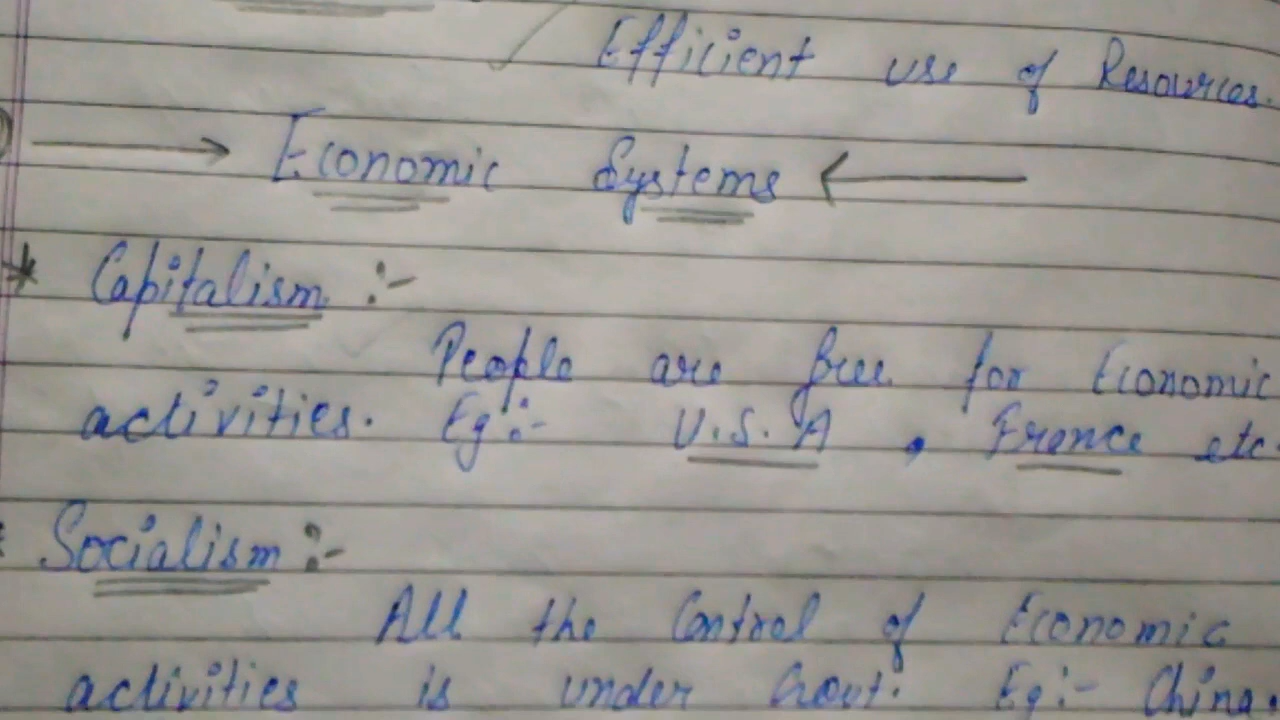 Efficient use of Resources.
Economic Systems
* Capitalism :-
People are free for Economic
activities. Eg:- U.S.A , France etc.
Socialism :-
All the Control of Economic
activities is under Govt. Eg:- China.